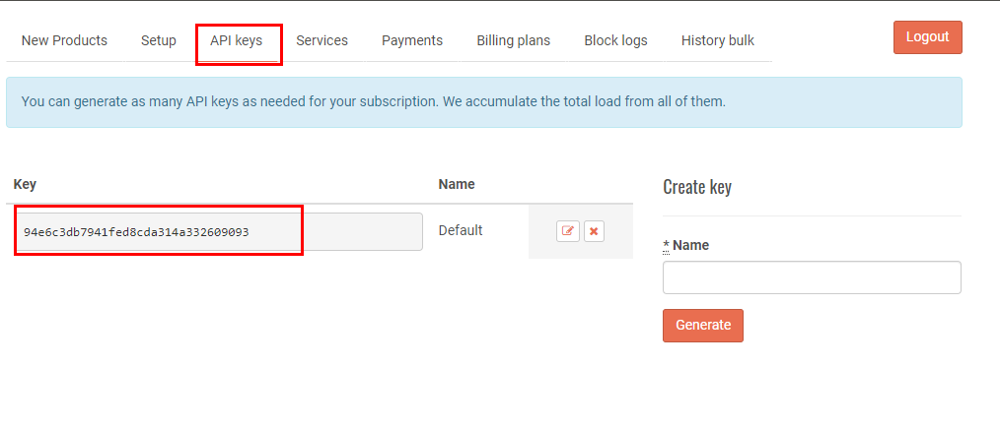 New Products Setup API keys Services Payments Billing plans Block logs History bulk Logout
You can generate as many API keys as needed for your subscription. We accumulate the total load from all of them.
Key Name
94e6c3db7941fed8cda314a332609093 Default
Create key
* Name
Generate